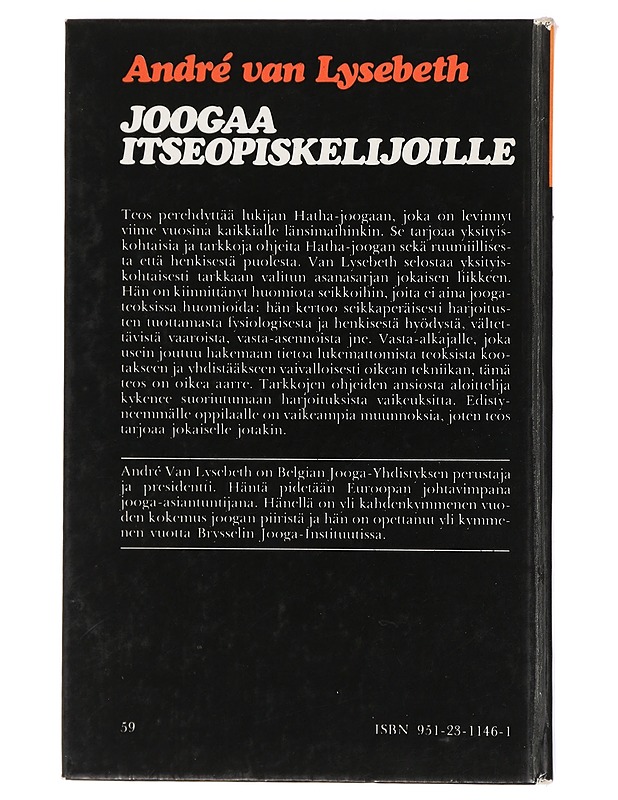 André van Lysebeth
JOOGAA
ITSEOPISKELIJOILLE
Teos perehdyttää lukijan Hatha-joogaan, joka on levinnyt
viime vuosina kaikkialle länsimaihinkin. Se tarjoaa yksityis-
kohtaisia ja tarkkoja ohjeita Hatha-joogan sekä ruumiillises-
ta että henkisestä puolesta. Van Lysebeth selostaa yksityis-
kohtaisesti tarkkaan valitun asanasarjan jokaisen liikkeen.
Hän on kiinnittänyt huomiota seikkoihin, joita ei aina jooga-
teoksissa huomioida: hän kertoo seikkaperäisesti harjoitus-
ten tuottamasta fysiologisesta ja henkisestä hyödystä, vältet-
tävistä vaaroista, vasta-asennoista jne. Vasta-alkajalle, joka
usein joutuu hakemaan tietoa lukemattomista teoksista koo-
takseen ja yhdistääkseen vaivalloisesti oikean tekniikan, tämä
teos on oikea aarre. Tarkkojen ohjeiden ansiosta aloittelija
kykenee suoriutumaan harjoituksista vaikeuksitta. Edisty-
neemmälle oppilaalle on vaikeampia muunnoksia, joten teos
tarjoaa jokaiselle jotakin.
André Van Lysebeth on Belgian Jooga-Yhdistyksen perustaja
ja presidentti. Häntä pidetään Euroopan johtavimpana
jooga-asiantuntijana. Hänellä on yli kahdenkymmenen vuo-
den kokemus joogan piiristä ja hän on opettanut yli kymme-
nen vuotta Brysselin Jooga-Instituutissa.
59
ISBN 951-23-1146-1